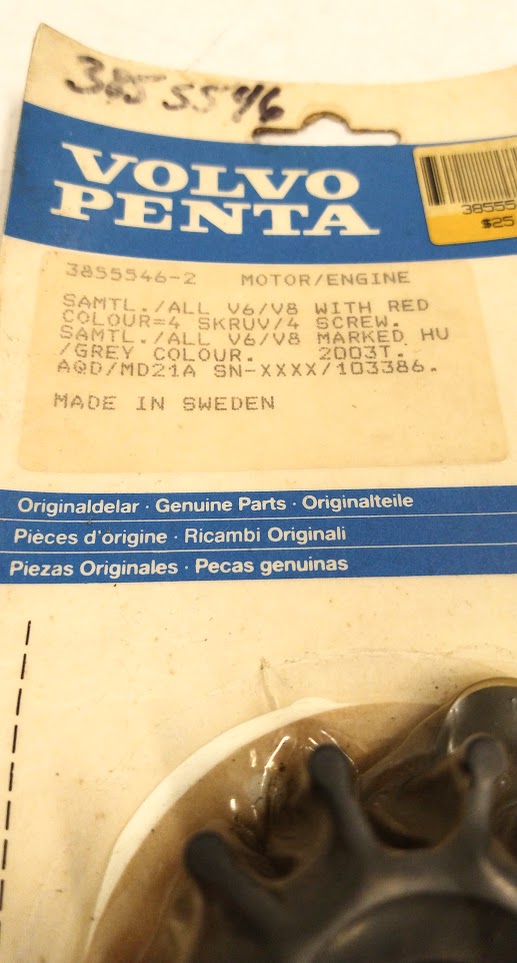 3855546
VOLVO
PENTA
38555
$25
3855546-2 MOTOR/ENGINE
SAMTL./ALL V6/V8 WITH RED
COLOUR=4 SKRUV/4 SCREW.
SAMTL./ALL V6/V8 MARKED HU
/GREY COLOUR. 2003T.
AQD/MD21A SN-XXXX/103386.
MADE IN SWEDEN
Originaldelar · Genuine Parts · Originalteile
Pièces d'origine · Ricambi Originali
Piezas Originales · Pecas genuinas